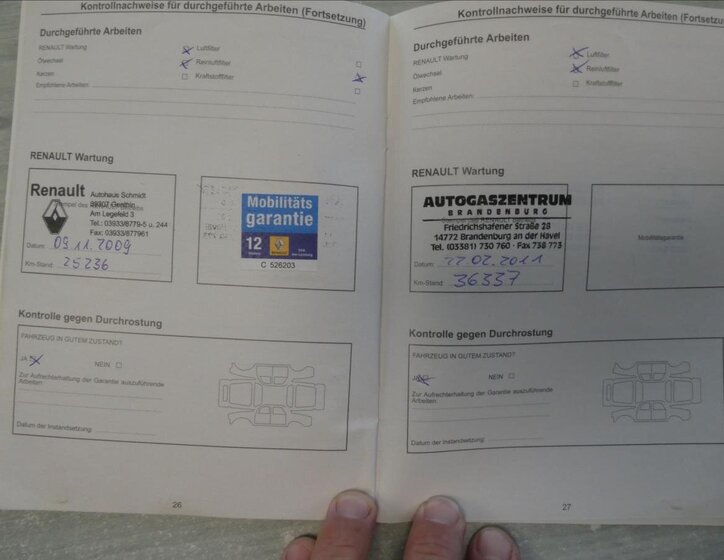 Kontrollnachweise für durchgeführte Arbeiten (Fortsetzung)
Durchgeführte Arbeiten
RENAULT Wartung
Luftfilter
Ölwechsel
Reinluftfilter
Kerzen
Kraftstofffilter
Empfohlene Arbeiten:
RENAULT Wartung
Renault
Autohaus Schmidt
39307 Genthin
Am Legefeld 3
Tel.: 03933/8779-5 u. 244
Fax: 03933/877961
Datum: 09.11.2009
Km-Stand: 25236
Mobilitäts
garantie
12
C 526203
Kontrolle gegen Durchrostung
FAHRZEUG IN GUTEM ZUSTAND?
JA NEIN
Zur Aufrechterhaltung der Garantie auszuführende
Arbeiten:
Datum der Instandsetzung:
26
Kontrollnachweise für durchgeführte Arbeiten (Fortsetzu
Durchgeführte Arbeiten
RENAULT Wartung
Luftfilter
Ölwechsel
Reinluftfilter
Kerzen
Kraftstofffilter
Empfohlene Arbeiten:
RENAULT Wartung
AUTOGASZENTRUM
BRANDENBURG
Friedrichshafener Straße 28
14772 Brandenburg an der Havel
Tel. (03381) 730 760 · Fax 738 773
Datum: 22.02.2011
Km-Stand: 36337
Mobilitätsgarantie
Kontrolle gegen Durchrostung
FAHRZEUG IN GUTEM ZUSTAND?
JA NEIN
Zur Aufrechterhaltung der Garantie auszuführende
Arbeiten:
Datum der Instandsetzung:
27